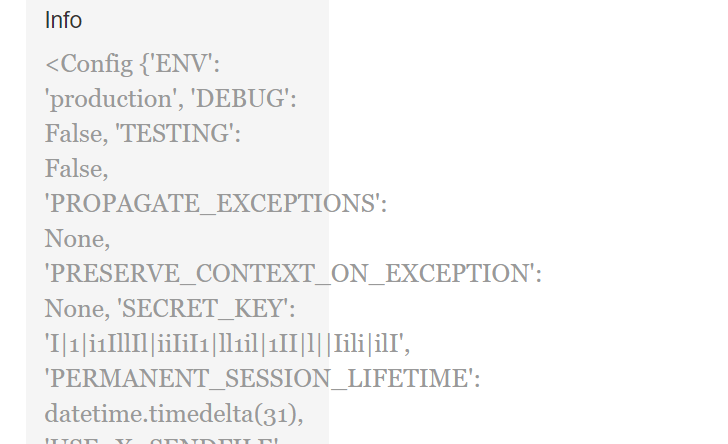 Info
<Config {'ENV':
'production', 'DEBUG':
False, 'TESTING':
False,
'PROPAGATE_EXCEPTIONS':
None,
'PRESERVE_CONTEXT_ON_EXCEPTION':
None, 'SECRET_KEY':
'I|1|i1IllIl|iiIiI1|ll1il|1II|l||Iili|ilI',
'PERMANENT_SESSION_LIFETIME':
datetime.timedelta(31),
'USE_X_SENDFILE':